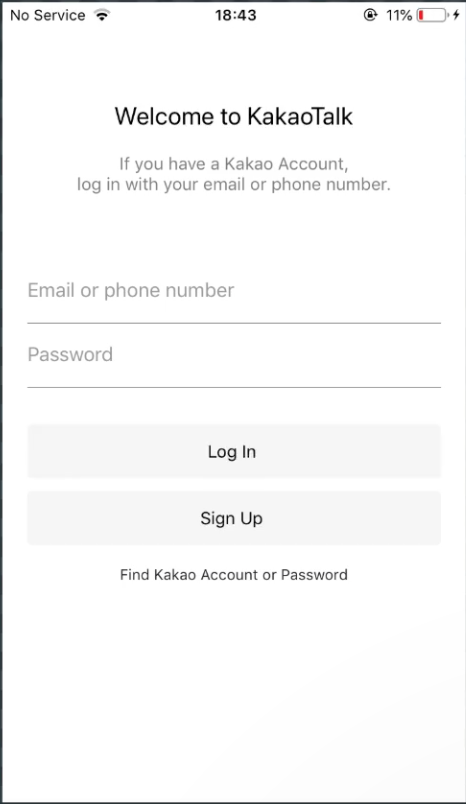 No Service 18:43 11%
Welcome to KakaoTalk
If you have a Kakao Account,
log in with your email or phone number.
Email or phone number
Password
Log In
Sign Up
Find Kakao Account or Password